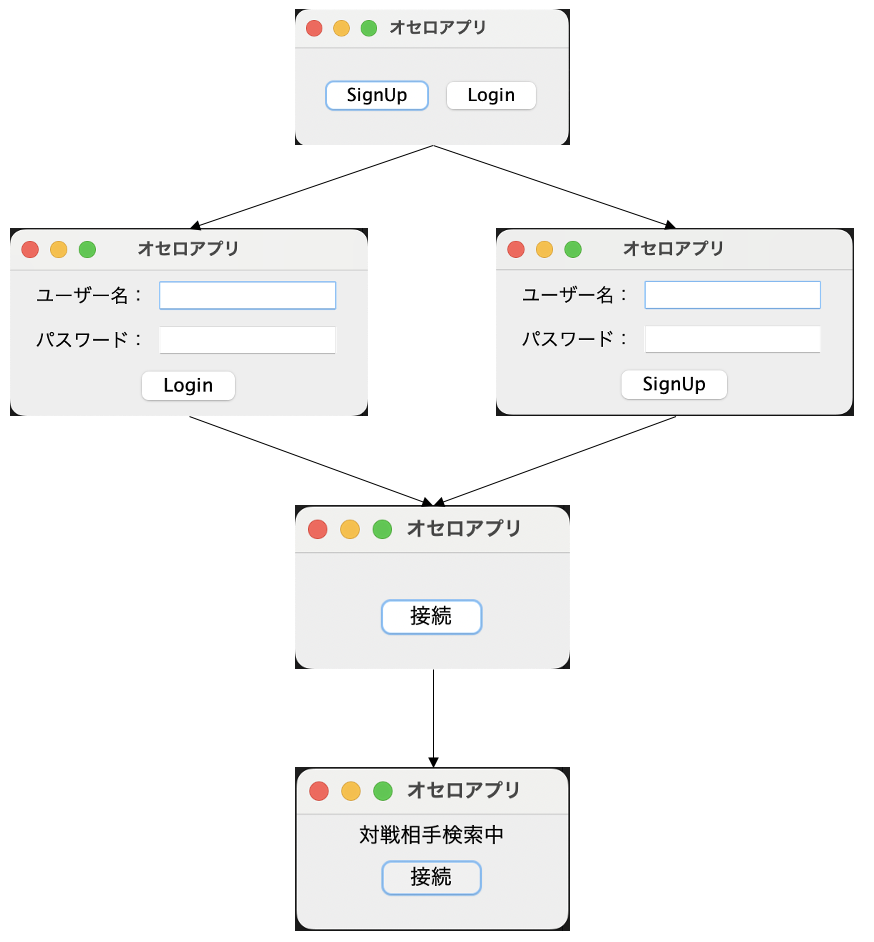 オセロアプリ
SignUp Login
オセロアプリ
ユーザー名：
パスワード：
Login
オセロアプリ
ユーザー名：
パスワード：
SignUp
オセロアプリ
接続
オセロアプリ
対戦相手検索中
接続